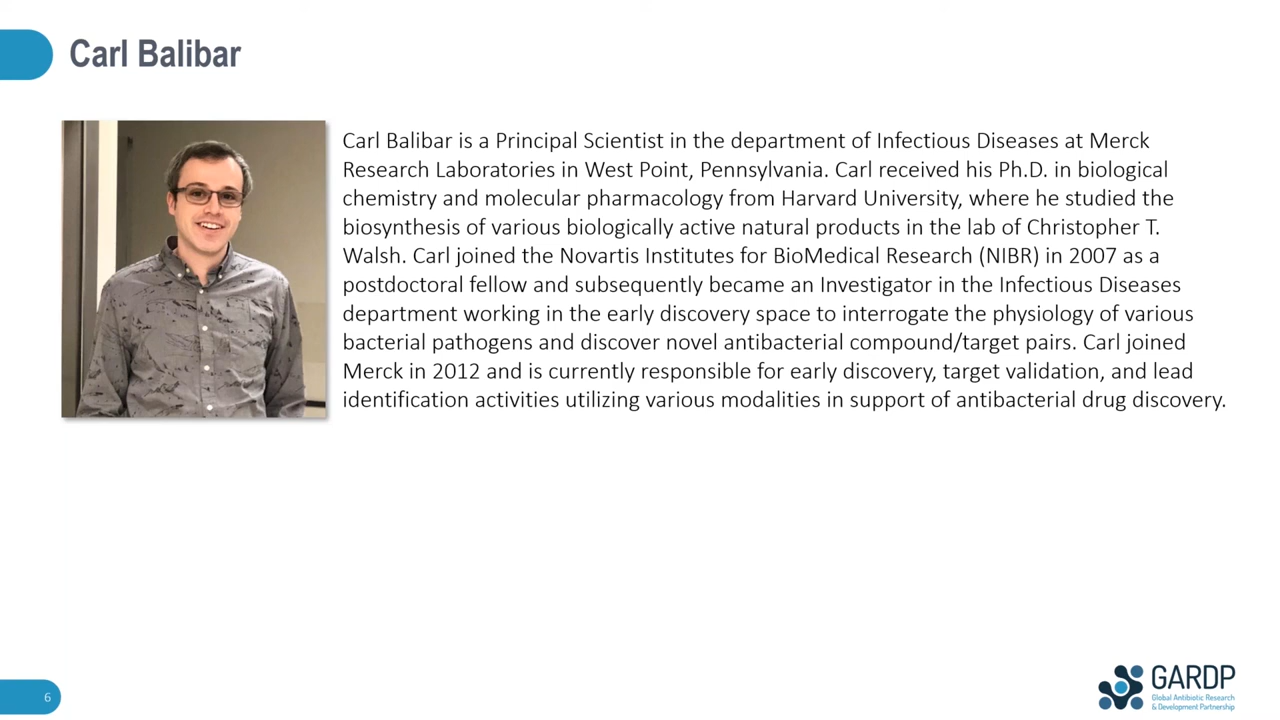 Carl Balibar
Carl Balibar is a Principal Scientist in the department of Infectious Diseases at Merck
Research Laboratories in West Point, Pennsylvania. Carl received his Ph.D. in biological
chemistry and molecular pharmacology from Harvard University, where he studied the
biosynthesis of various biologically active natural products in the lab of Christopher T.
Walsh. Carl joined the Novartis Institutes for BioMedical Research (NIBR) in 2007 as a
postdoctoral fellow and subsequently became an Investigator in the Infectious Diseases
department working in the early discovery space to interrogate the physiology of various
bacterial pathogens and discover novel antibacterial compound/target pairs. Carl joined
Merck in 2012 and is currently responsible for early discovery, target validation, and lead
identification activities utilizing various modalities in support of antibacterial drug discovery.
6
GARDP
Global Antibiotic Research
& Development Partnership